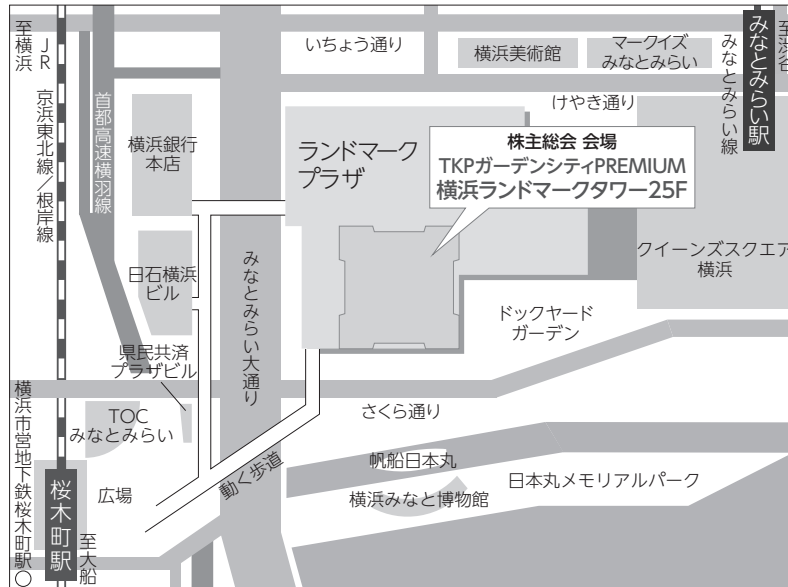 至横浜
JR 京浜東北線／根岸線
首都高速横羽線
いちょう通り
横浜美術館
マークイズ
みなとみらい
みなとみらい線
みなとみらい駅
至渋谷
けやき通り
横浜銀行
本店
ランドマーク
プラザ
株主総会 会場
TKPガーデンシティPREMIUM
横浜ランドマークタワー25F
クイーンズスクエア
横浜
日石横浜
ビル
みなとみらい大通り
ドックヤード
ガーデン
県民共済
プラザビル
さくら通り
TOC
みなとみらい
横浜市営地下鉄桜木町駅〇
桜木町駅
至大船
広場
動く歩道
帆船日本丸
横浜みなと博物館
日本丸メモリアルパーク